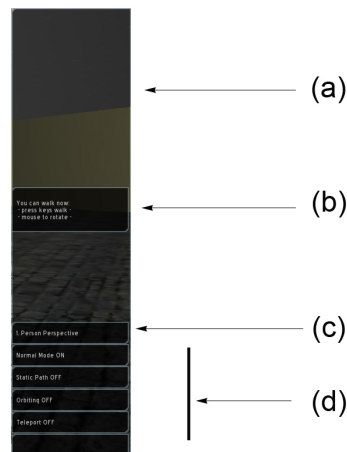 (a)
You can walk now:
- press keys walk -
- mouse to rotate -
(b)
1. Person Perspective
(c)
Normal Mode ON
Static Path OFF
Orbiting OFF
(d)
Teleport OFF